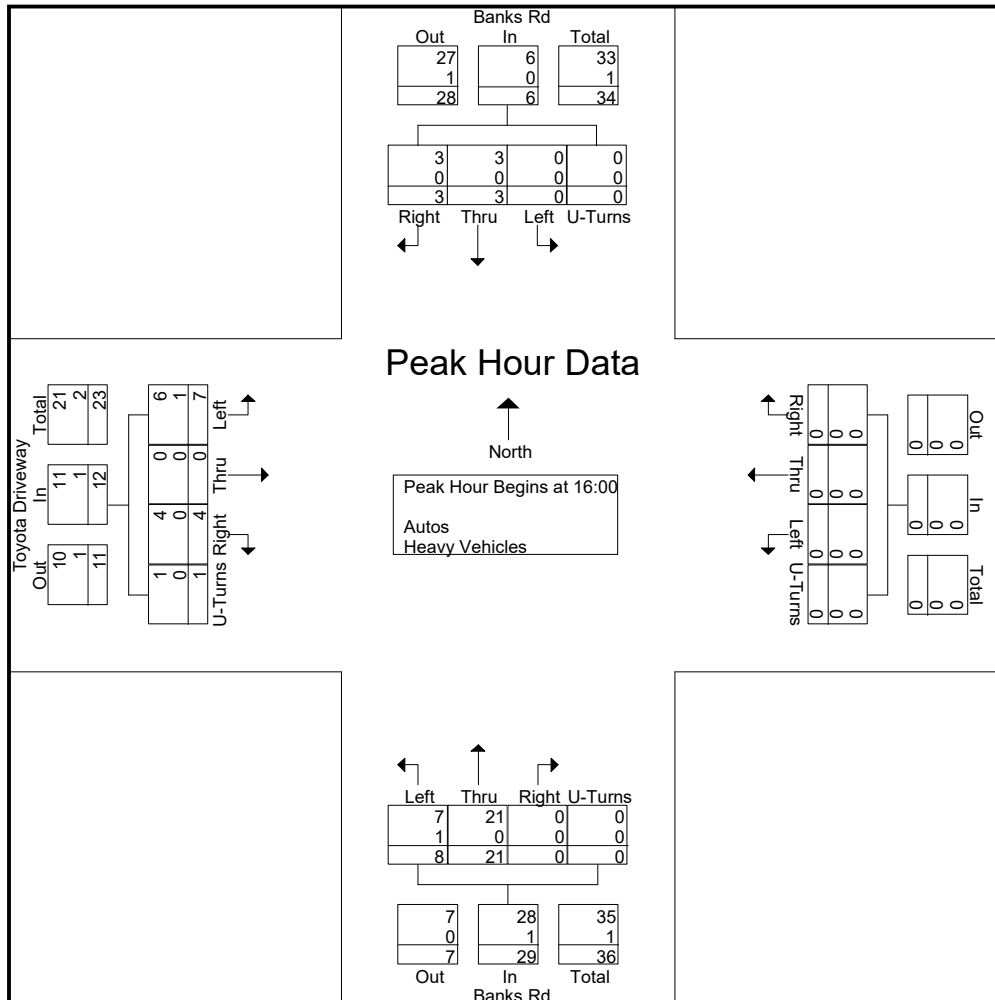 Banks Rd
Out In Total
27 6 33
1 0 1
28 6 34
3 3 0 0
0 0 0 0
3 3 0 0
Right Thru Left U-Turns
Peak Hour Data
North
Peak Hour Begins at 16:00
Autos
Heavy Vehicles
Toyota Driveway
Out In Total
10 11 21
1 1 2
11 12 23
1 4 0 6
0 0 0 1
1 4 0 7
U-Turns Right Thru Left
Out In Total
0 0 0
0 0 0
0 0 0
Right Thru Left U-Turns
0 0 0 0
0 0 0 0
0 0 0 0
Left Thru Right U-Turns
7 21 0 0
1 0 0 0
8 21 0 0
7 28 35
0 1 1
7 29 36
Out In Total
Banks Rd